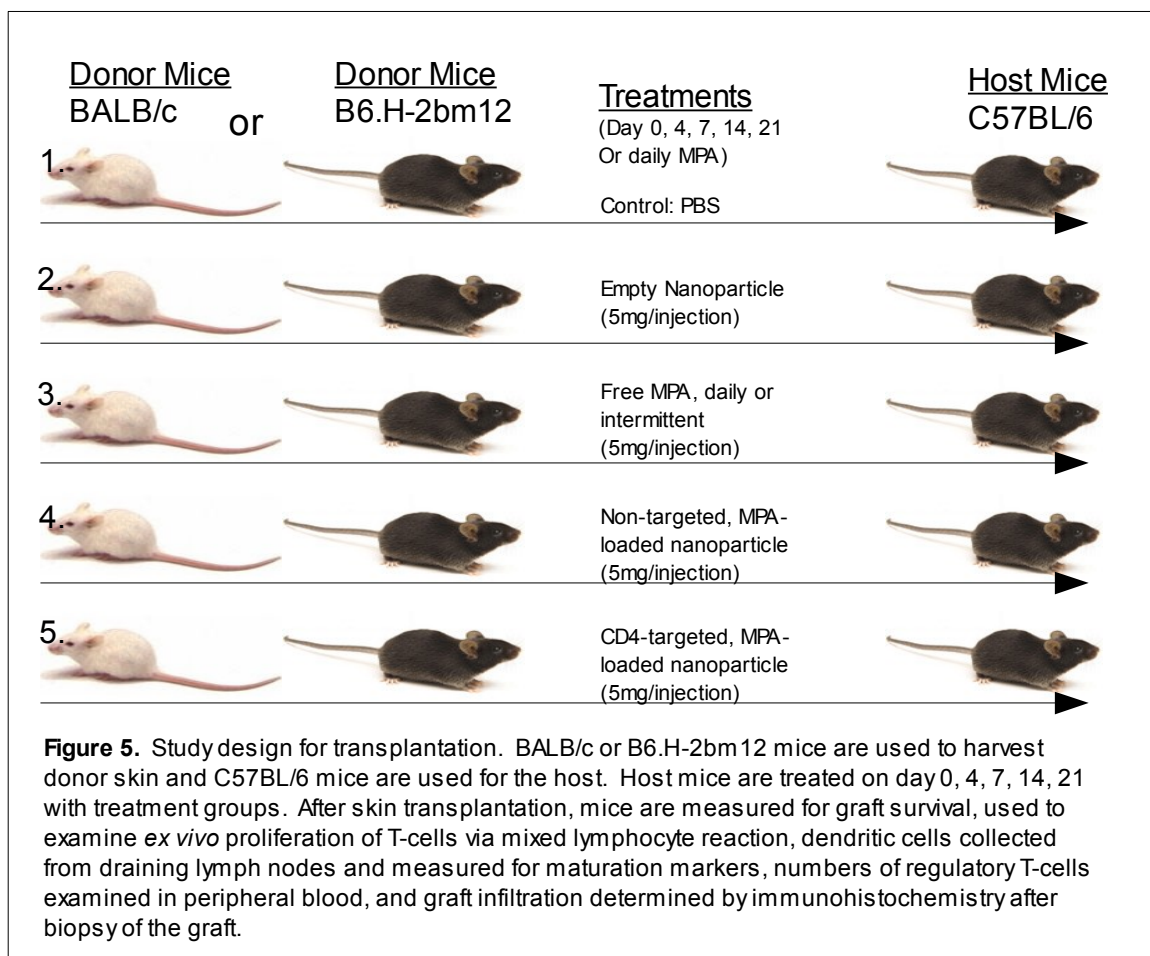 Donor Mice
BALB/c
or
Donor Mice
B6.H-2bm12
Treatments
(Day 0, 4, 7, 14, 21
Or daily MPA)
Host Mice
C57BL/6
1.
Control: PBS
2.
Empty Nanoparticle
(5mg/injection)
3.
Free MPA, daily or
intermittent
(5mg/injection)
4.
Non-targeted, MPA-
loaded nanoparticle
(5mg/injection)
5.
CD4-targeted, MPA-
loaded nanoparticle
(5mg/injection)
Figure 5. Study design for transplantation. BALB/c or B6.H-2bm12 mice are used to harvest
donor skin and C57BL/6 mice are used for the host. Host mice are treated on day 0, 4, 7, 14, 21
with treatment groups. After skin transplantation, mice are measured for graft survival, used to
examine ex vivo proliferation of T-cells via mixed lymphocyte reaction, dendritic cells collected
from draining lymph nodes and measured for maturation markers, numbers of regulatory T-cells
examined in peripheral blood, and graft infiltration determined by immunohistochemistry after
biopsy of the graft.